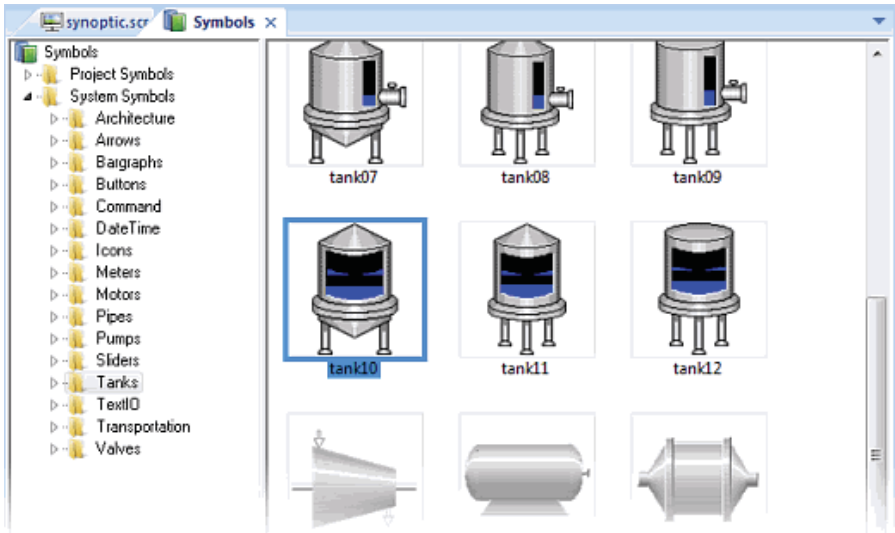 synoptic.scr
Symbols
Symbols
Project Symbols
System Symbols
Architecture
Arrows
Bargraphs
Buttons
Command
DateTime
Icons
Meters
Motors
Pipes
Pumps
Sliders
Tanks
TextIO
Transportation
Valves
tank07
tank08
tank09
tank10
tank11
tank12